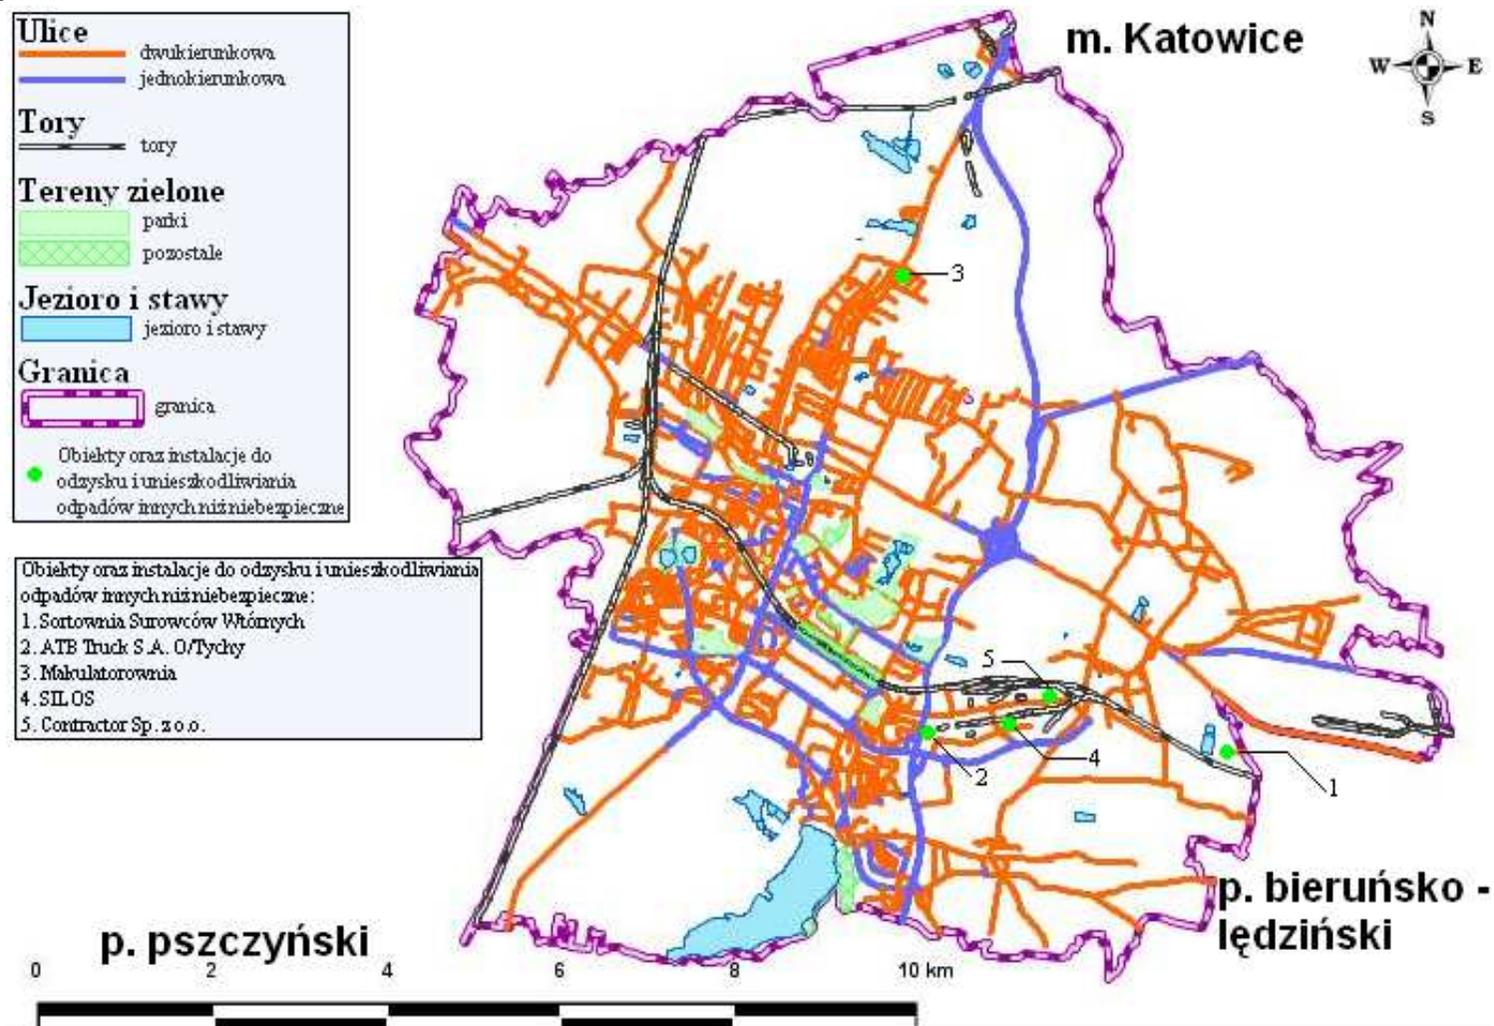 Ulice
dwukierunkowa
jednokierunkowa
Tory
tory
Tereny zielone
parki
pozostałe
Jezioro i stawy
jezioro i stawy
Granica
granica
Obiekty oraz instalacje do
odzysku i unieszkodliwiania
odpadów innych niż niebezpieczne
Obiekty oraz instalacje do odzysku i unieszkodliwiania
odpadów innych niż niebezpieczne:
1. Sortownia Surowców Wtórnych
2. ATB Truck S.A. O/Tychy
3. Makulatorownia
4. SILOS
5. Contractor Sp. z o.o.
m. Katowice
N
W E
S
3
5
2
4
1
p. bieruńsko -
lędziński
p. pszczyński
0 2 4 6 8 10 km